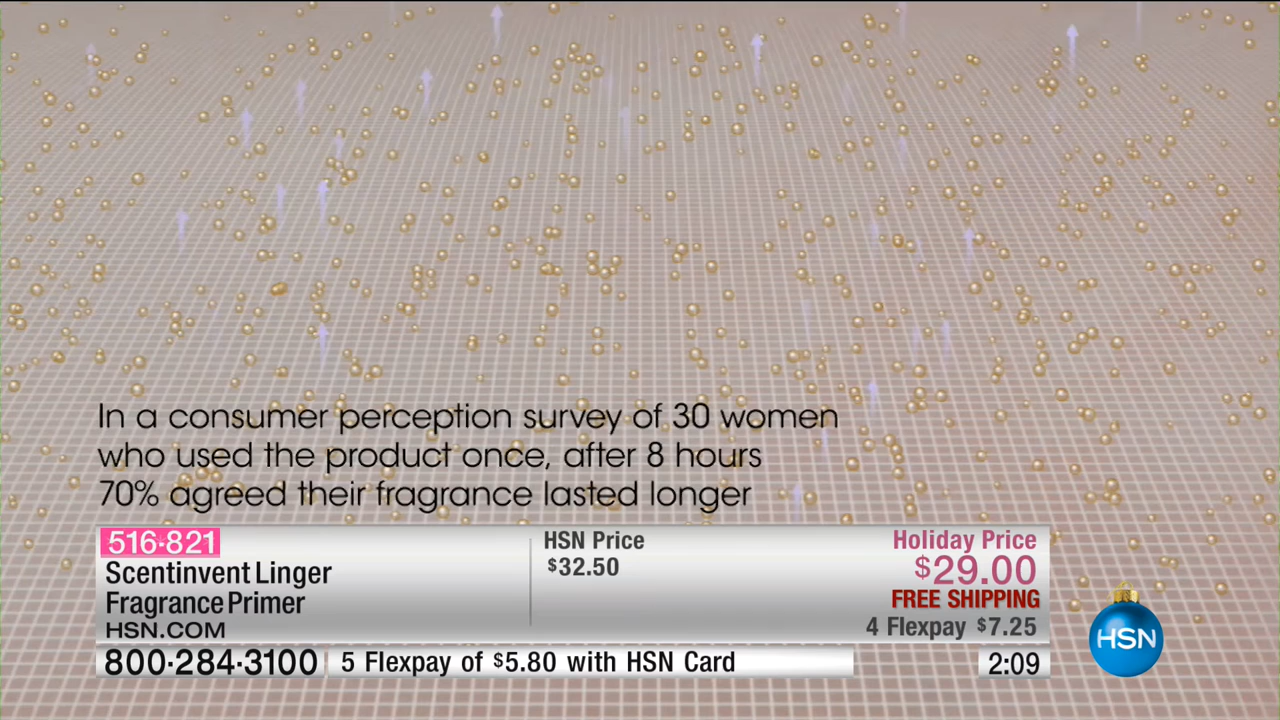 In a consumer perception survey of 30 women
who used the product once, after 8 hours
70% agreed their fragrance lasted longer
516·821
Scentinvent Linger
Fragrance Primer
HSN.COM
HSN Price
$32.50
Holiday Price
$29.00
FREE SHIPPING
4 Flexpay $7.25
HSN
800·284·3100
5 Flexpay of $5.80 with HSN Card
2:09